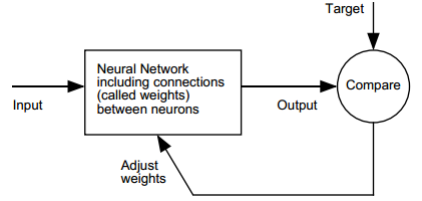 Target
Neural Network
including connections
(called weights)
between neurons
Compare
Input
Output
Adjust
weights